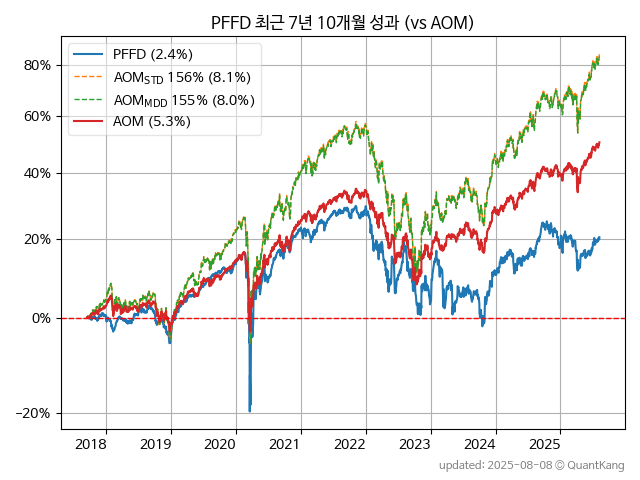 PFFD 최근 7년 10개월 성과 (vs AOM)
PFFD (2.4%)
AOM_STD 156% (8.1%)
AOM_MDD 155% (8.0%)
AOM (5.3%)
80%
60%
40%
20%
0%
−20%
2018 2019 2020 2021 2022 2023 2024 2025
updated: 2025-08-08 © QuantKang